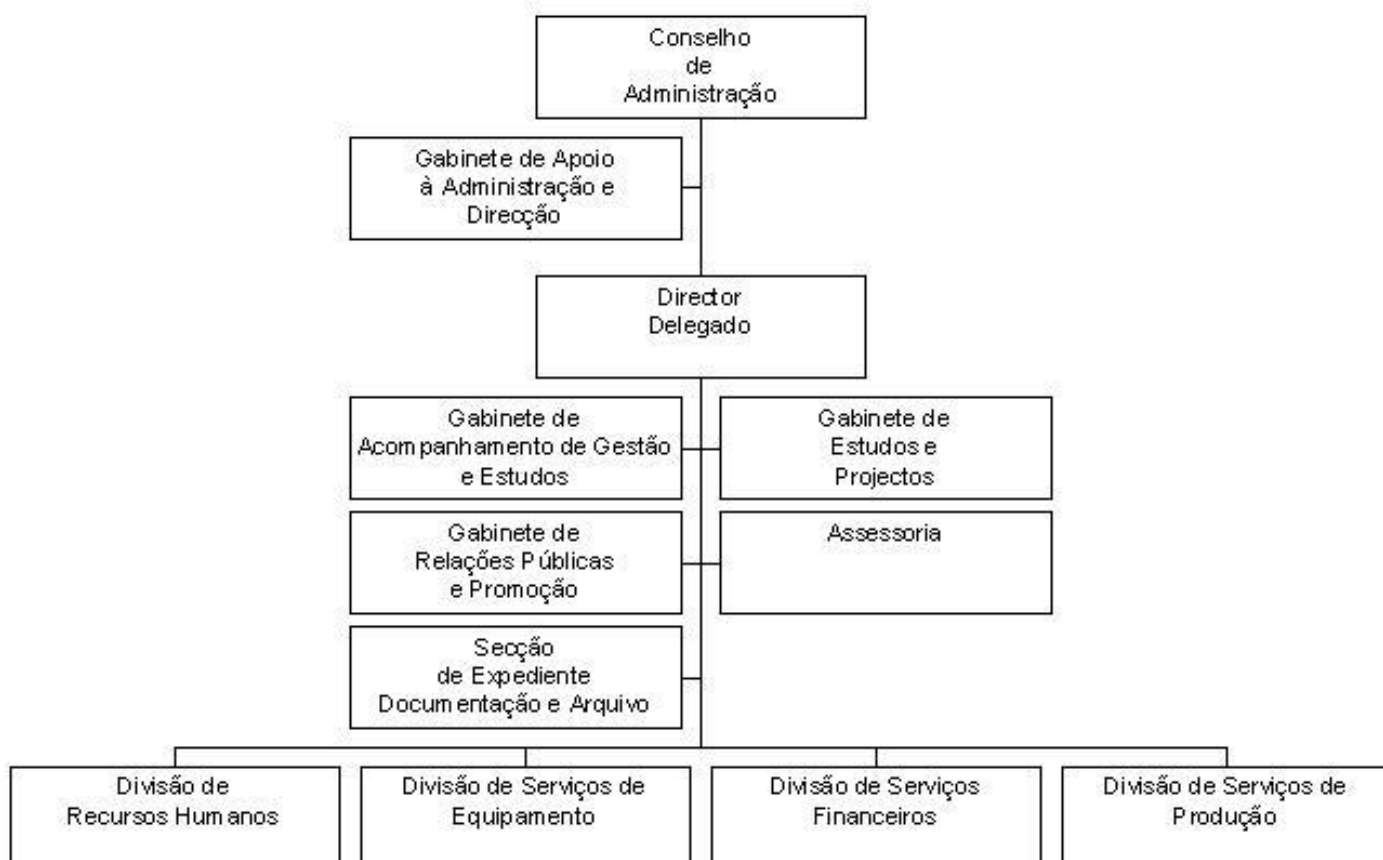 Conselho
de
Administração
Gabinete de Apoio
à Administração e
Direcção
Director
Delegado
Gabinete de
Acompanhamento de Gestão
e Estudos
Gabinete de
Estudos e
Projectos
Gabinete de
Relações Públicas
e Promoção
Assessoria
Secção
de Expediente
Documentação e Arquivo
Divisão de
Recursos Humanos
Divisão de Serviços de
Equipamento
Divisão de Serviços
Financeiros
Divisão de Serviços de
Produção